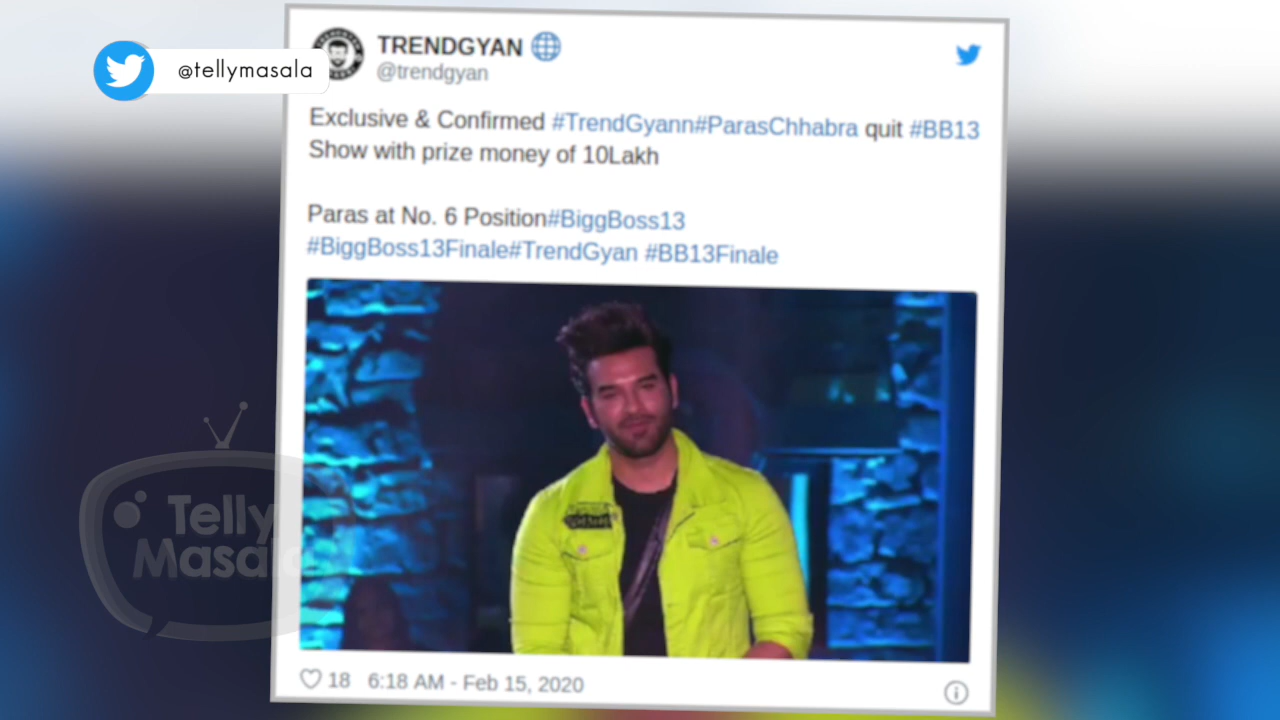 @tellymasala
TRENDGYAN
@trendgyan
Exclusive & Confirmed #TrendGyann#ParasChhabra quit #BB13
Show with prize money of 10Lakh
Paras at No. 6 Position#BiggBoss13
#BiggBoss13Finale#TrendGyan #BB13Finale
Telly
Masala
18 6:18 AM - Feb 15, 2020